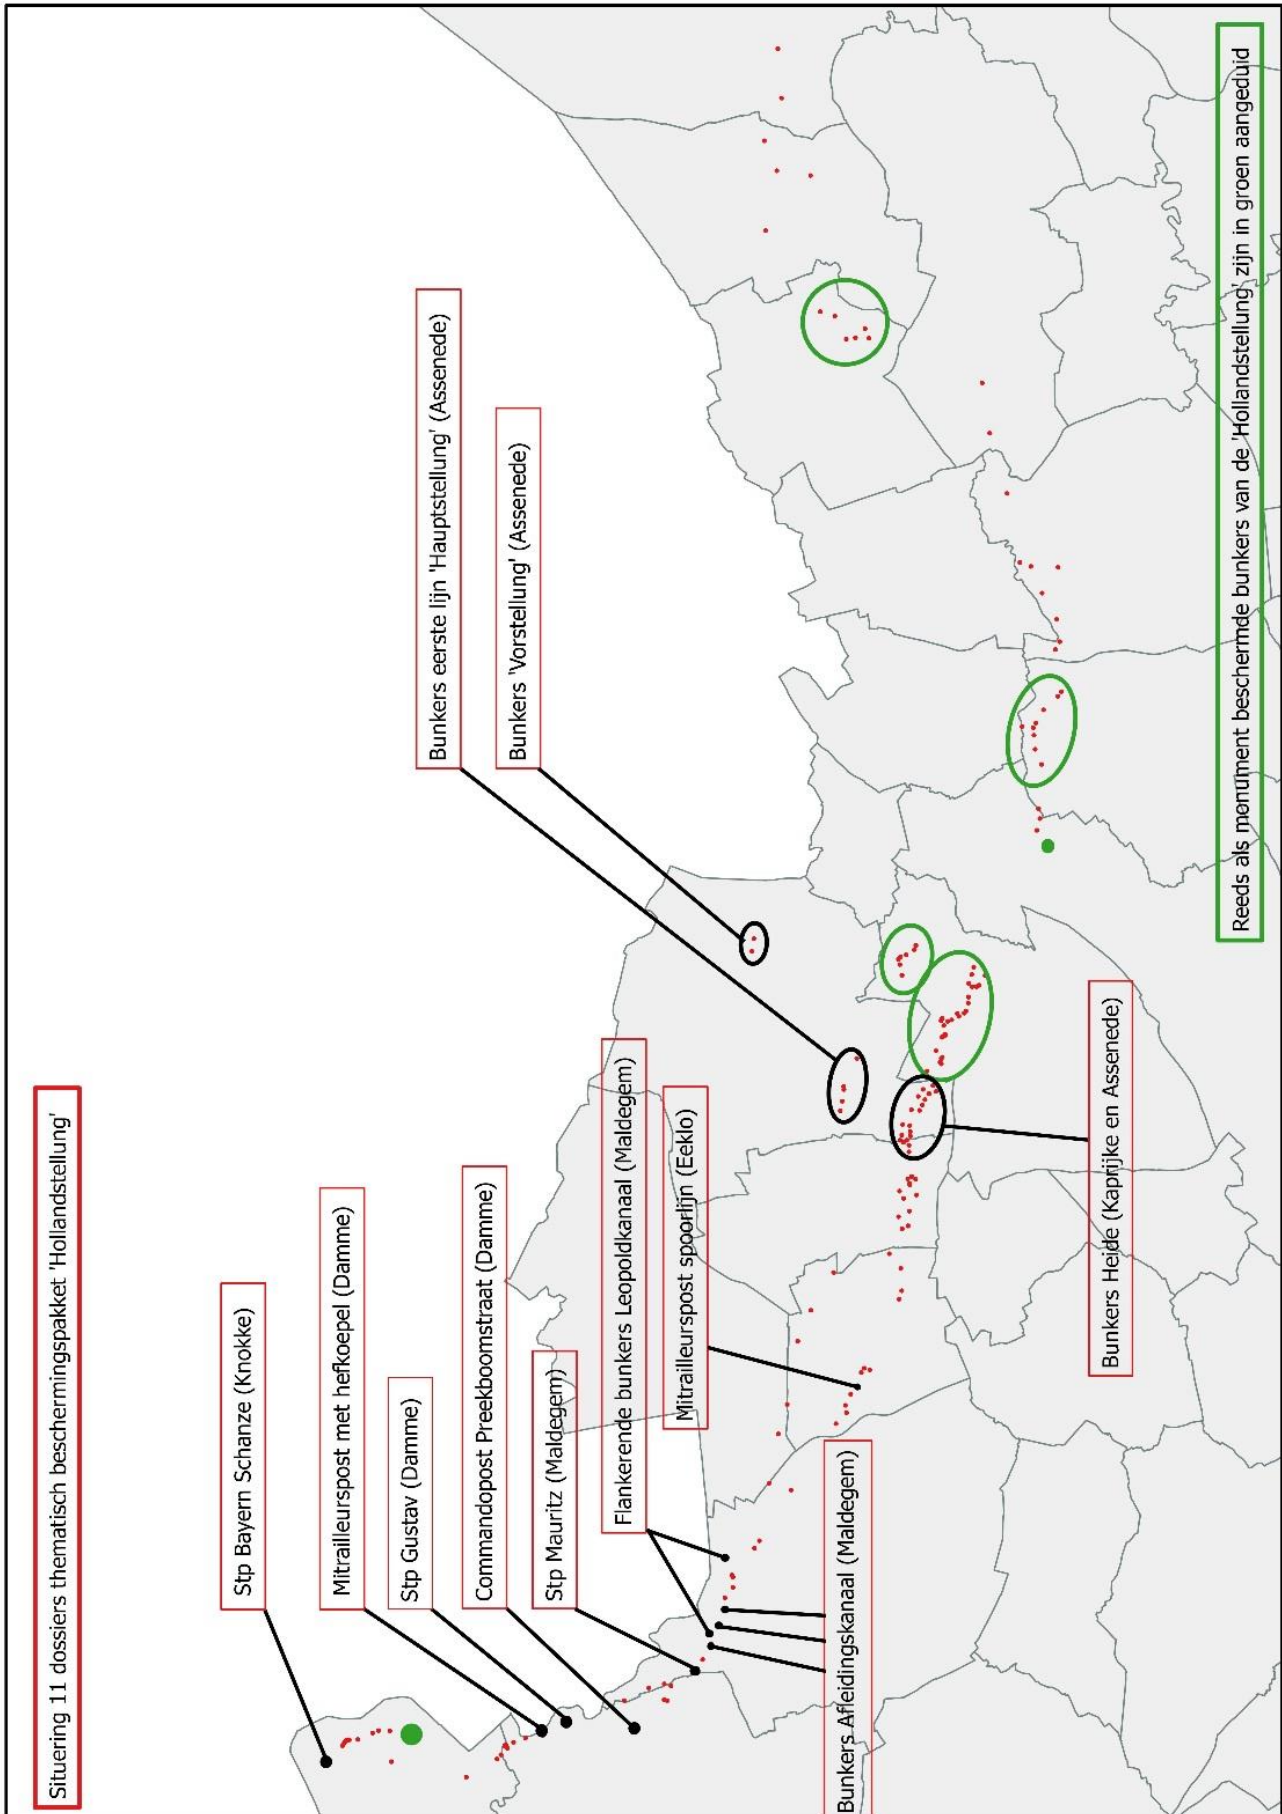 Situering 11 dossiers thematisch beschermingspakket 'Hollandstellung'
Stp Bayern Schanze (Knokke)
Mitrailleurspost met hefkoepel (Damme)
Stp Gustav (Damme)
Commandopost Preekboomstraat (Damme)
Stp Mauritz (Maldegem)
Flankerende bunkers Leopoldkanaal (Maldegem)
Mitrailleurspost spoorlijn (Eeklo)
Bunkers Afleidingskanaal (Maldegem)
Bunkers eerste lijn 'Hauptstellung' (Assenede)
Bunkers 'Vorstellung' (Assenede)
Bunkers Heide (Kaprijke en Assenede)
Reeds als monument beschermde bunkers van de 'Hollandstellung' zijn in groen aangeduid